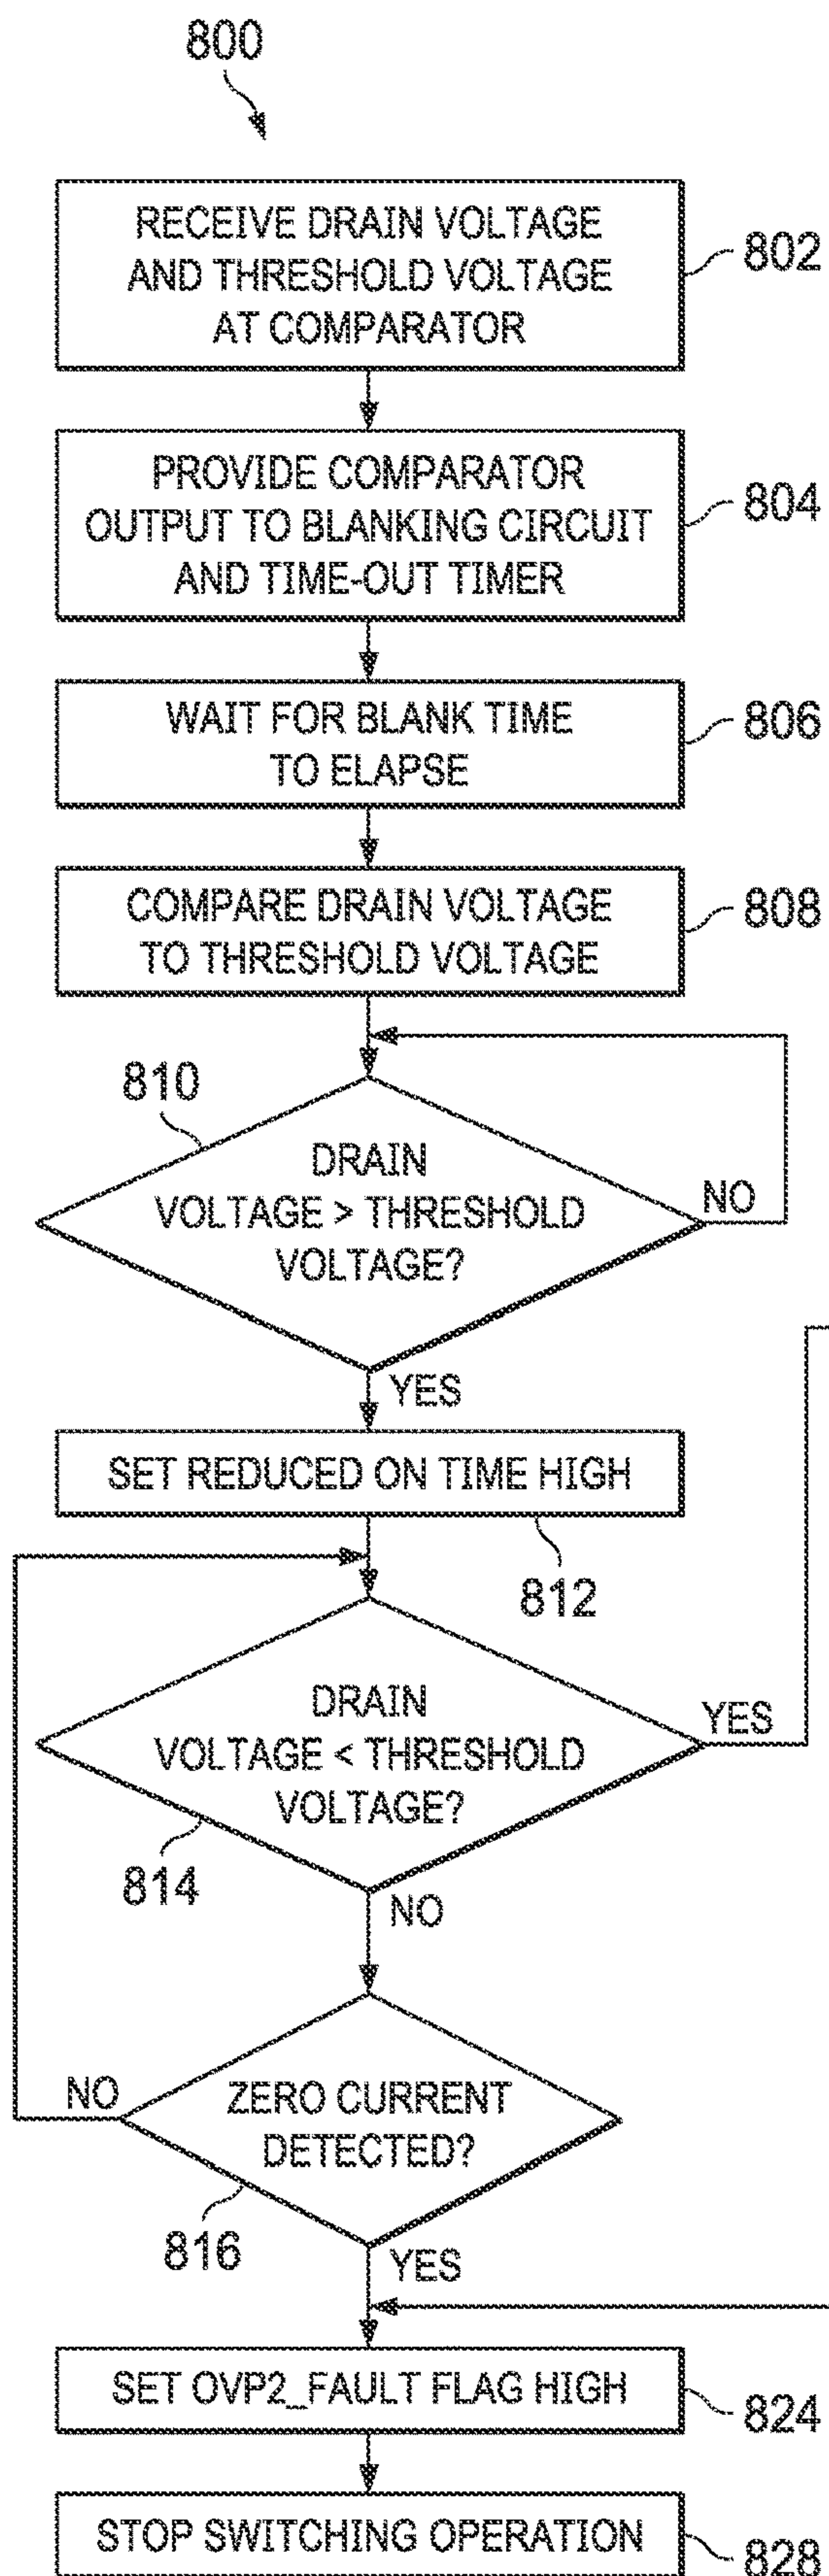 800
RECEIVE DRAIN VOLTAGE
AND THRESHOLD VOLTAGE
AT COMPARATOR
802
PROVIDE COMPARATOR
OUTPUT TO BLANKING CIRCUIT
AND TIME-OUT TIMER
804
WAIT FOR BLANK TIME
TO ELAPSE
806
COMPARE DRAIN VOLTAGE
TO THRESHOLD VOLTAGE
808
810
DRAIN
VOLTAGE > THRESHOLD
VOLTAGE?
NO
YES
SET REDUCED ON TIME HIGH
812
DRAIN
VOLTAGE < THRESHOLD
VOLTAGE?
YES
814
NO
ZERO CURRENT
DETECTED?
NO
816
YES
SET OVP2_FAULT FLAG HIGH
824
STOP SWITCHING OPERATION
828